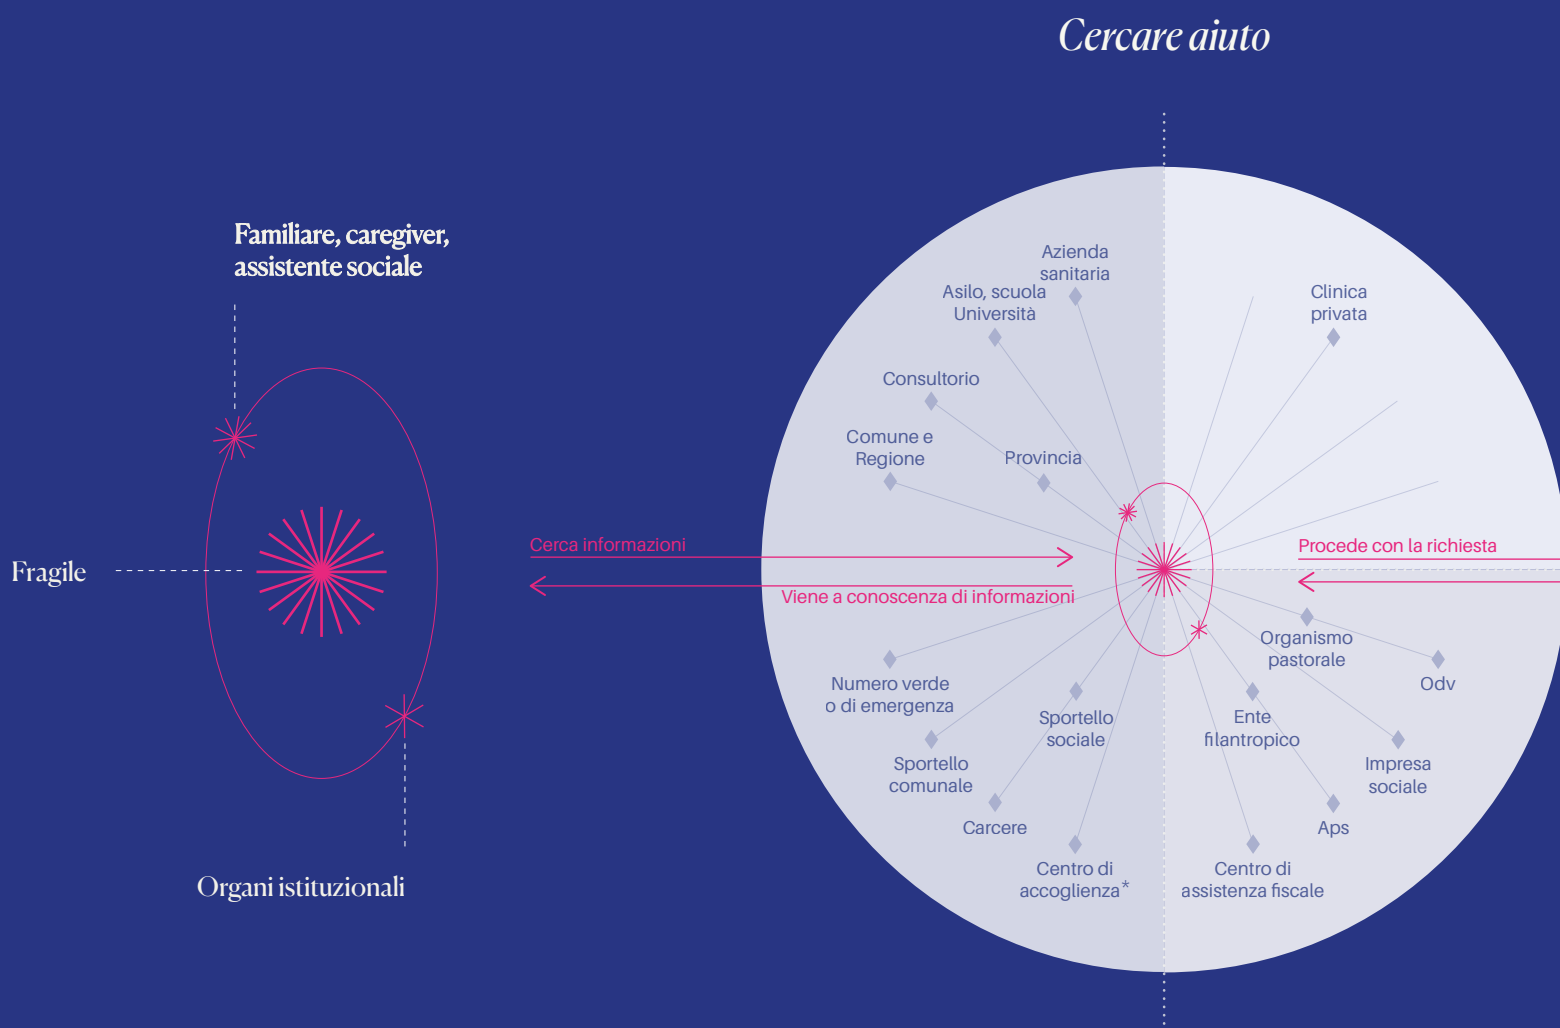 Cercare aiuto
Familiare, caregiver,
assistente sociale
Fragile
Organi istituzionali
Cerca informazioni
Viene a conoscenza di informazioni
Procede con la richiesta
Azienda
sanitaria
Asilo, scuola
Università
Consultorio
Comune e
Regione
Provincia
Clinica
privata
Numero verde
o di emergenza
Sportello
comunale
Sportello
sociale
Carcere
Centro di
accoglienza*
Organismo
pastorale
Odv
Ente
filantropico
Impresa
sociale
Aps
Centro di
assistenza fiscale